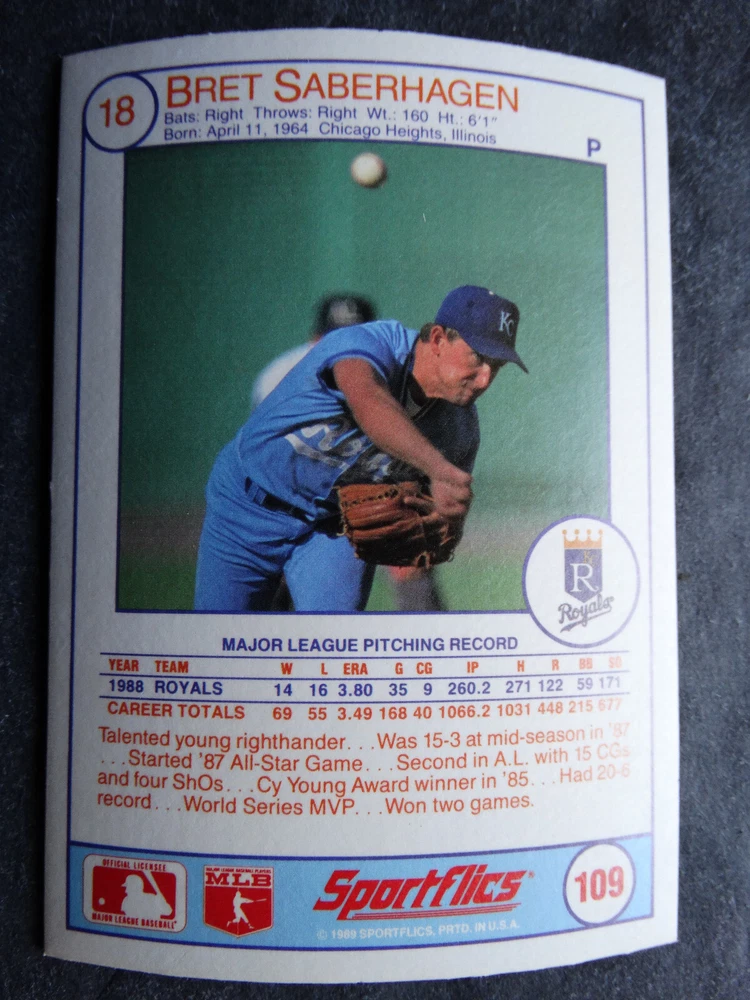 18
BRET SABERHAGEN
Bats: Right Throws: Right Wt.: 160 Ht.: 6'1"
Born: April 11, 1964 Chicago Heights, Illinois
P
KC
Royals
R
Royals
MAJOR LEAGUE PITCHING RECORD
YEAR TEAM W L ERA G CG IP H R BB SO
1988 ROYALS 14 16 3.80 35 9 260.2 271 122 59 171
CAREER TOTALS 69 55 3.49 168 40 1066.2 1031 448 215 677
Talented young righthander. . .Was 15-3 at mid-season in '87
. . .Started '87 All-Star Game. . .Second in A.L. with 15 CGs
and four ShOs. . .Cy Young Award winner in '85. . .Had 20-6
record. . .World Series MVP. . .Won two games.
OFFICIAL LICENSEE
MAJOR LEAGUE BASEBALL
MAJOR LEAGUE BASEBALL PLAYERS
MLB
Sportflics
© 1989 SPORTFLICS, PRTD. IN U.S.A.
109